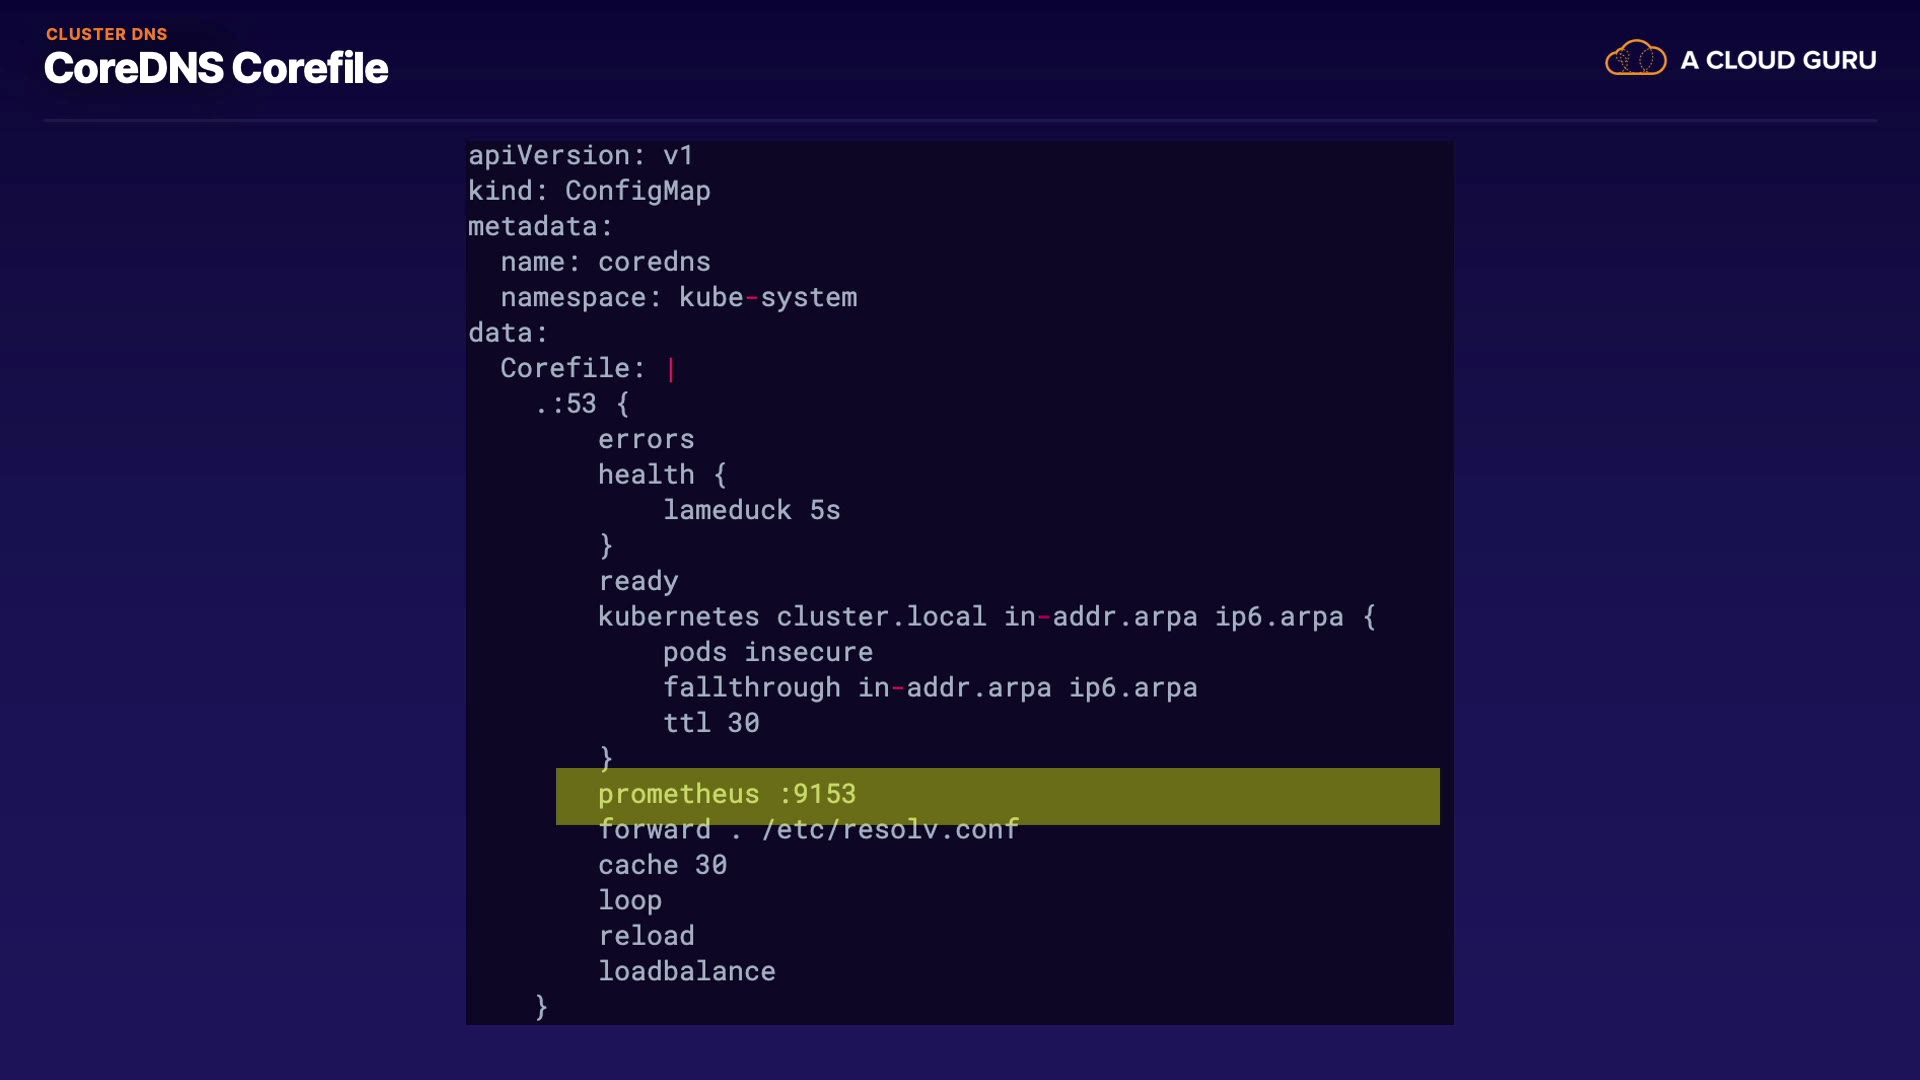 CLUSTER DNS
CoreDNS Corefile
A CLOUD GURU
apiVersion: v1
kind: ConfigMap
metadata:
  name: coredns
  namespace: kube-system
data:
  Corefile: |
    .:53 {
        errors
        health {
            lameduck 5s
        }
        ready
        kubernetes cluster.local in-addr.arpa ip6.arpa {
            pods insecure
            fallthrough in-addr.arpa ip6.arpa
            ttl 30
        }
        prometheus :9153
        forward . /etc/resolv.conf
        cache 30
        loop
        reload
        loadbalance
    }